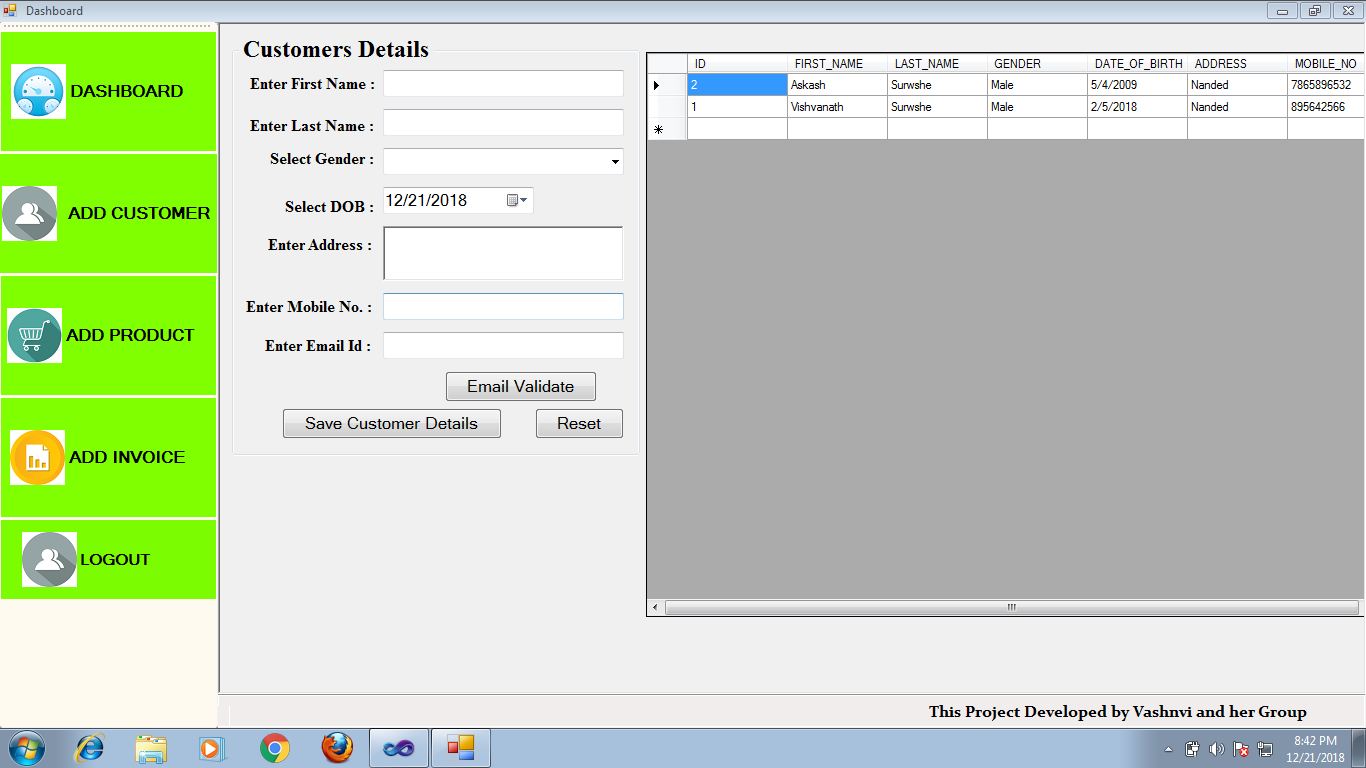 Dashboard
DASHBOARD
ADD CUSTOMER
ADD PRODUCT
ADD INVOICE
LOGOUT
Customers Details
Enter First Name :
Enter Last Name :
Select Gender :
Select DOB : 12/21/2018
Enter Address :
Enter Mobile No. :
Enter Email Id :
Email Validate
Save Customer Details Reset
ID FIRST_NAME LAST_NAME GENDER DATE_OF_BIRTH ADDRESS MOBILE_NO
2 Askash Surwshe Male 5/4/2009 Nanded 7865896532
1 Vishvanath Surwshe Male 2/5/2018 Nanded 895642566
This Project Developed by Vashnvi and her Group
8:42 PM
12/21/2018